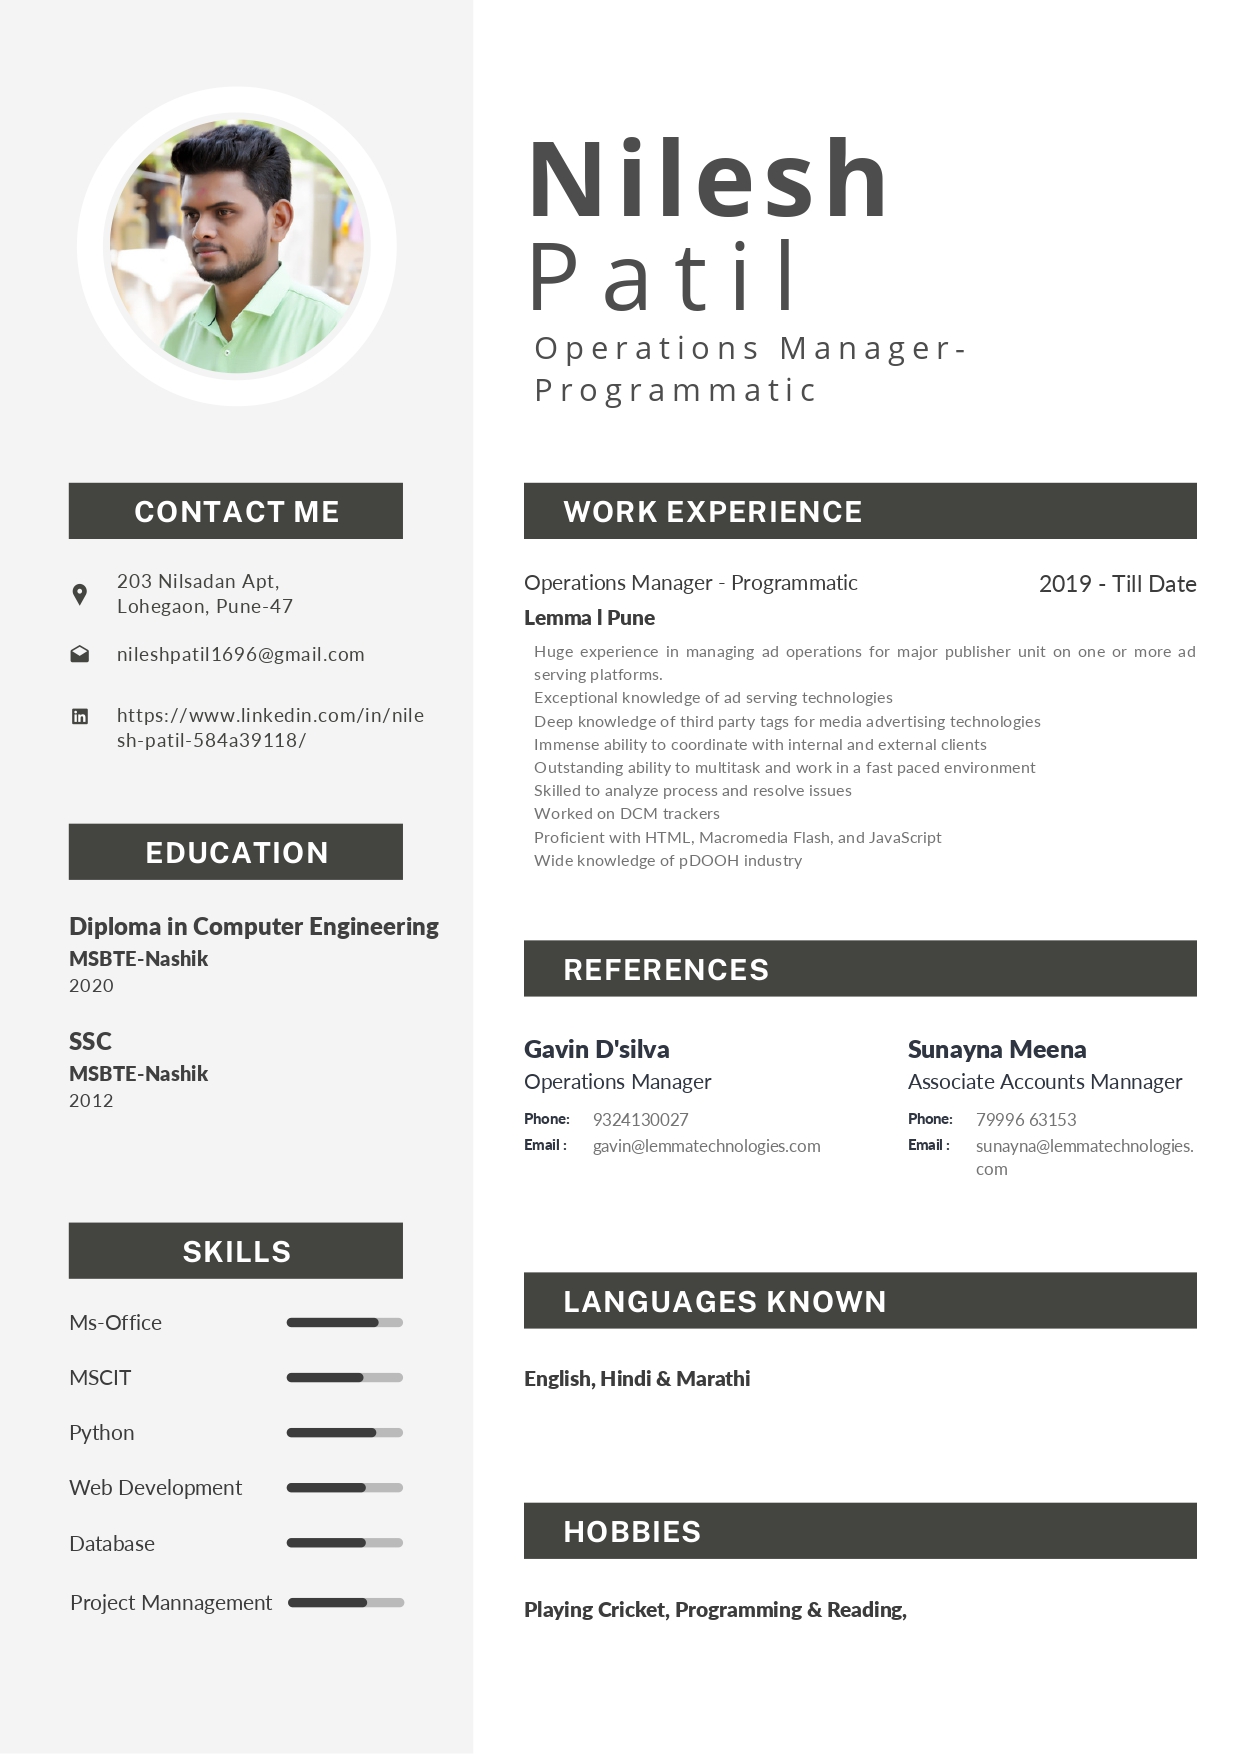 Nilesh
Patil
Operations Manager-
Programmatic
CONTACT ME
203 Nilsadan Apt,
Lohegaon, Pune-47
nileshpatil1696@gmail.com
https://www.linkedin.com/in/nile
sh-patil-584a39118/
EDUCATION
Diploma in Computer Engineering
MSBTE-Nashik
2020
SSC
MSBTE-Nashik
2012
SKILLS
Ms-Office
MSCIT
Python
Web Development
Database
Project Mannagement
WORK EXPERIENCE
Operations Manager - Programmatic 2019 - Till Date
Lemma l Pune
Huge experience in managing ad operations for major publisher unit on one or more ad
serving platforms.
Exceptional knowledge of ad serving technologies
Deep knowledge of third party tags for media advertising technologies
Immense ability to coordinate with internal and external clients
Outstanding ability to multitask and work in a fast paced environment
Skilled to analyze process and resolve issues
Worked on DCM trackers
Proficient with HTML, Macromedia Flash, and JavaScript
Wide knowledge of pDOOH industry
REFERENCES
Gavin D'silva
Operations Manager
Phone: 9324130027
Email : gavin@lemmatechnologies.com
Sunayna Meena
Associate Accounts Mannager
Phone: 79996 63153
Email : sunayna@lemmatechnologies.
com
LANGUAGES KNOWN
English, Hindi & Marathi
HOBBIES
Playing Cricket, Programming & Reading,